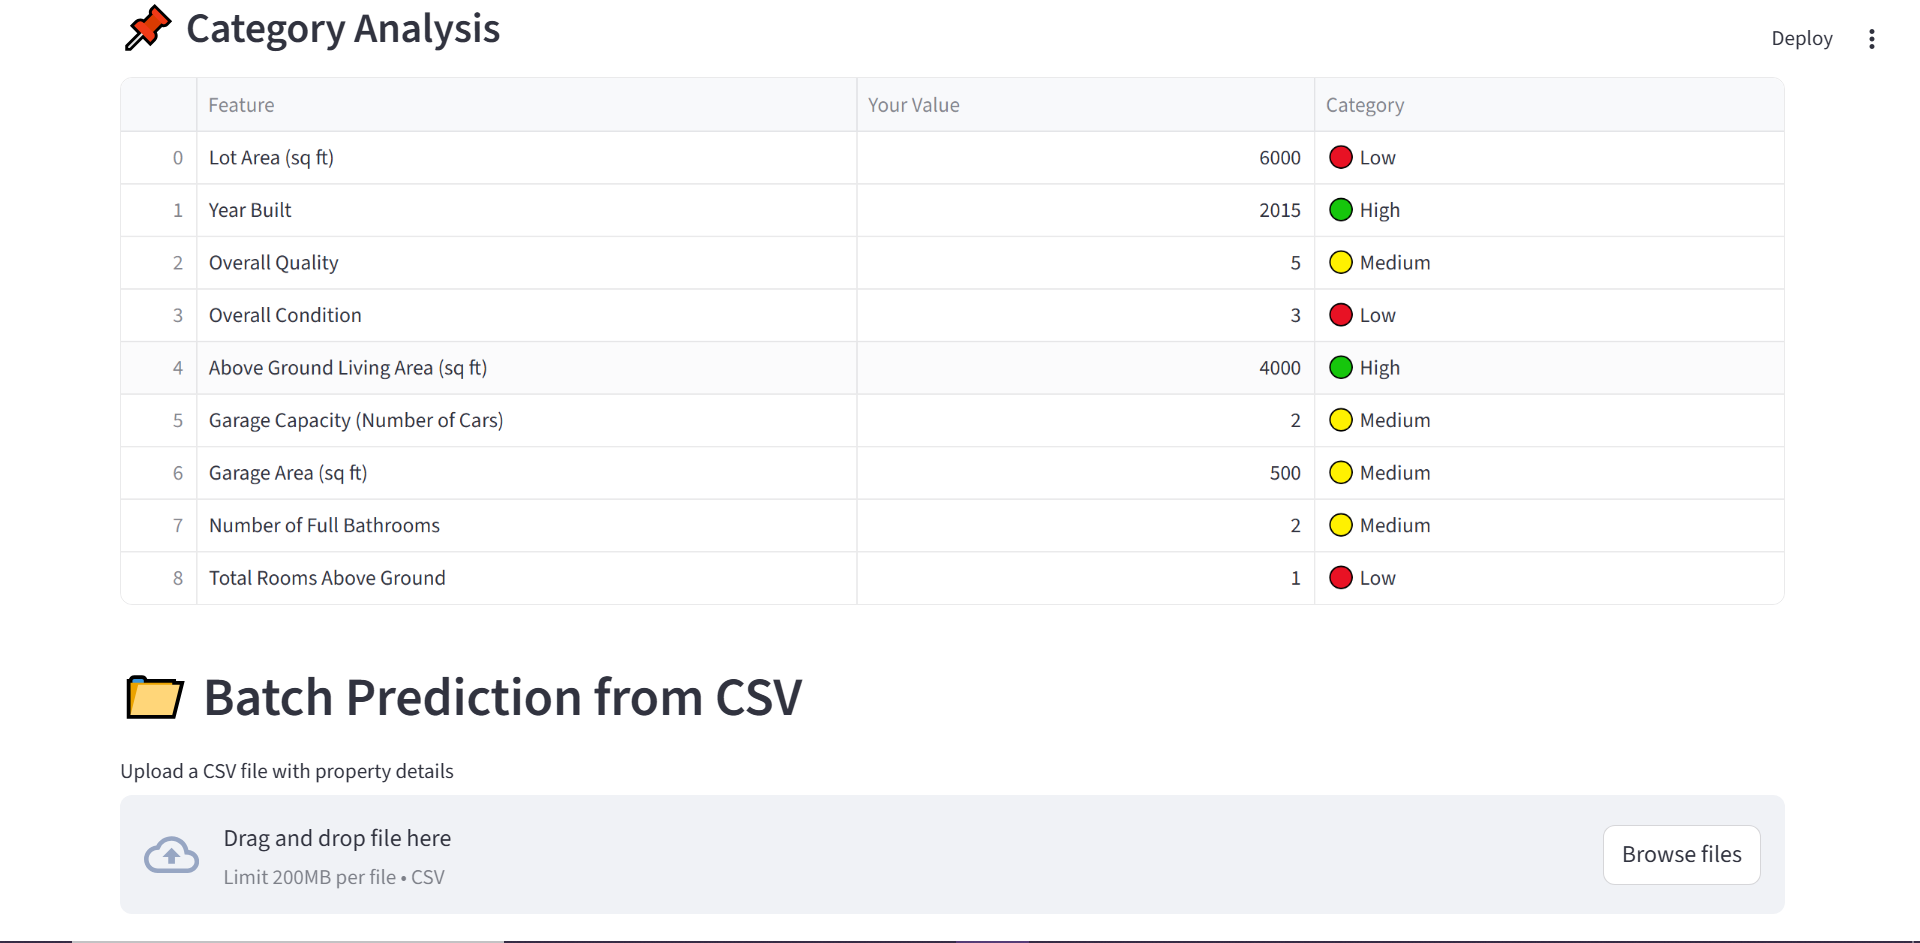 Category Analysis
Deploy
Feature Your Value Category
0 Lot Area (sq ft) 6000 Low
1 Year Built 2015 High
2 Overall Quality 5 Medium
3 Overall Condition 3 Low
4 Above Ground Living Area (sq ft) 4000 High
5 Garage Capacity (Number of Cars) 2 Medium
6 Garage Area (sq ft) 500 Medium
7 Number of Full Bathrooms 2 Medium
8 Total Rooms Above Ground 1 Low
Batch Prediction from CSV
Upload a CSV file with property details
Drag and drop file here
Limit 200MB per file • CSV
Browse files